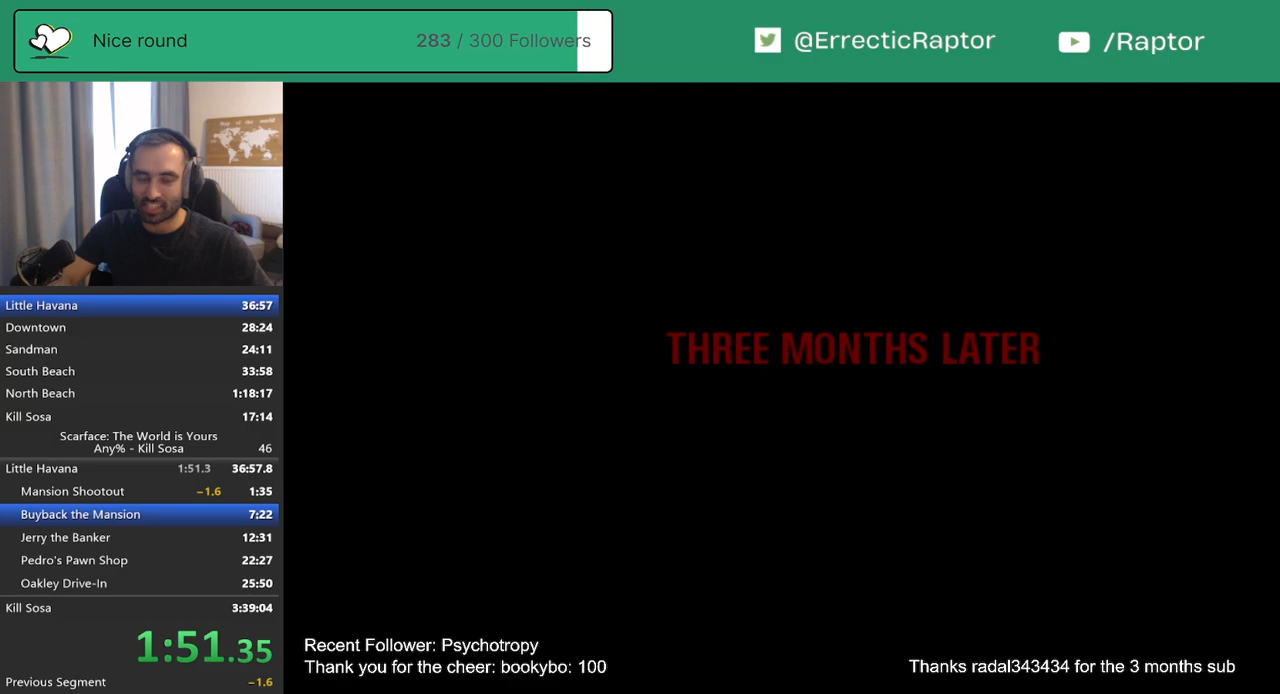 Nice round
283 / 300 Followers
@ErrecticRaptor
/Raptor
Map of the world
THREE MONTHS LATER
Little Havana 36:57
Downtown 28:24
Sandman 24:11
South Beach 33:58
North Beach 1:18:17
Kill Sosa 17:14
Scarface: The World is Yours
Any% - Kill Sosa 46
Little Havana 1:51.3 36:57.8
Mansion Shootout −1.6 1:35
Buyback the Mansion 7:22
Jerry the Banker 12:31
Pedro's Pawn Shop 22:27
Oakley Drive-In 25:50
Kill Sosa 3:39:04
1:51.35
Previous Segment −1.6
Recent Follower: Psychotropy
Thank you for the cheer: bookybo: 100
Thanks radal343434 for the 3 months sub